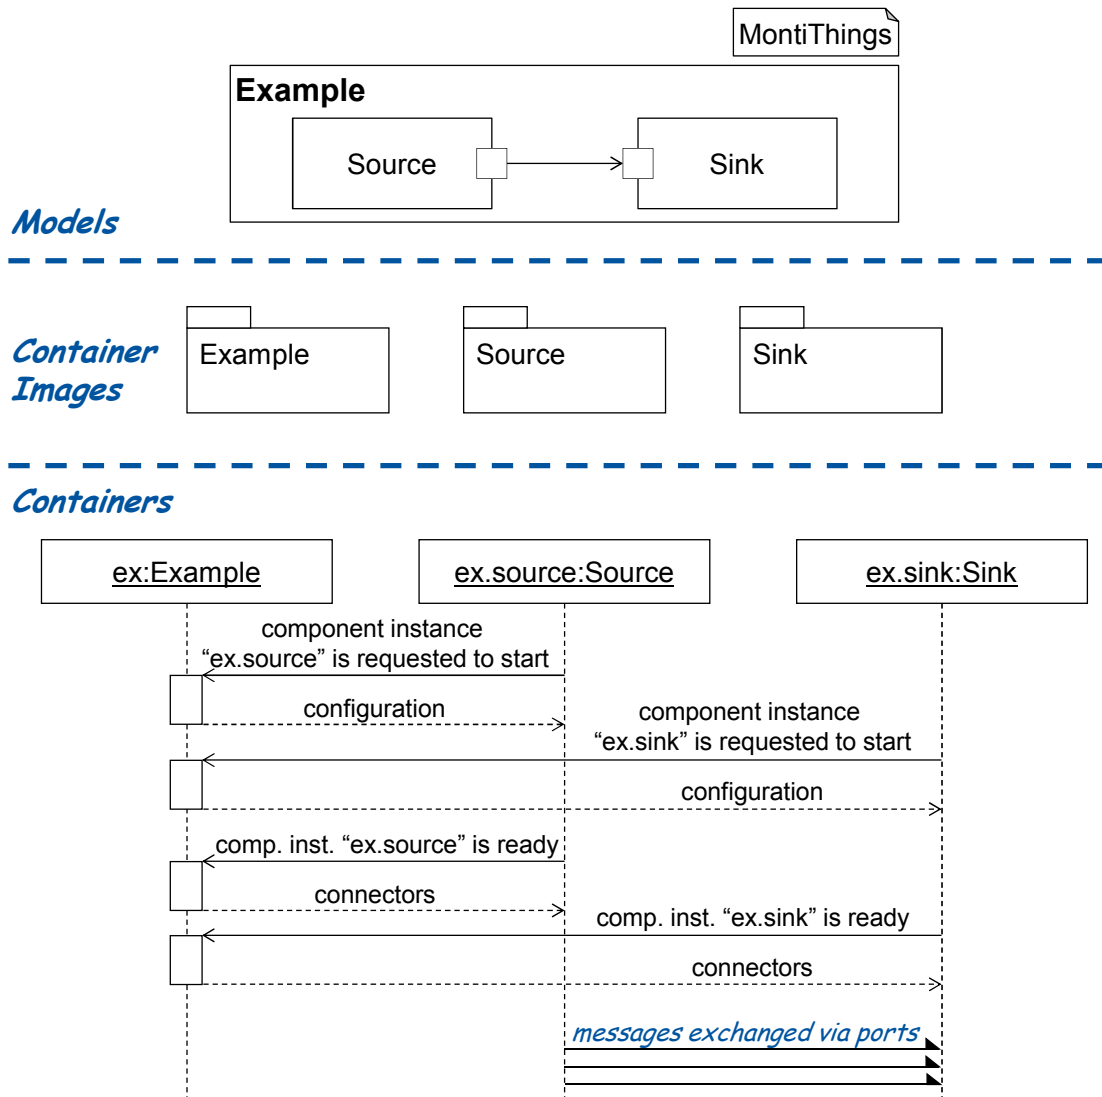 MontiThings
Example
Source
Sink
Models
Container
Images
Example
Source
Sink
Containers
ex:Example
ex.source:Source
ex.sink:Sink
component instance
“ex.source” is requested to start
configuration
component instance
“ex.sink” is requested to start
configuration
comp. inst. “ex.source” is ready
connectors
comp. inst. “ex.sink” is ready
connectors
messages exchanged via ports